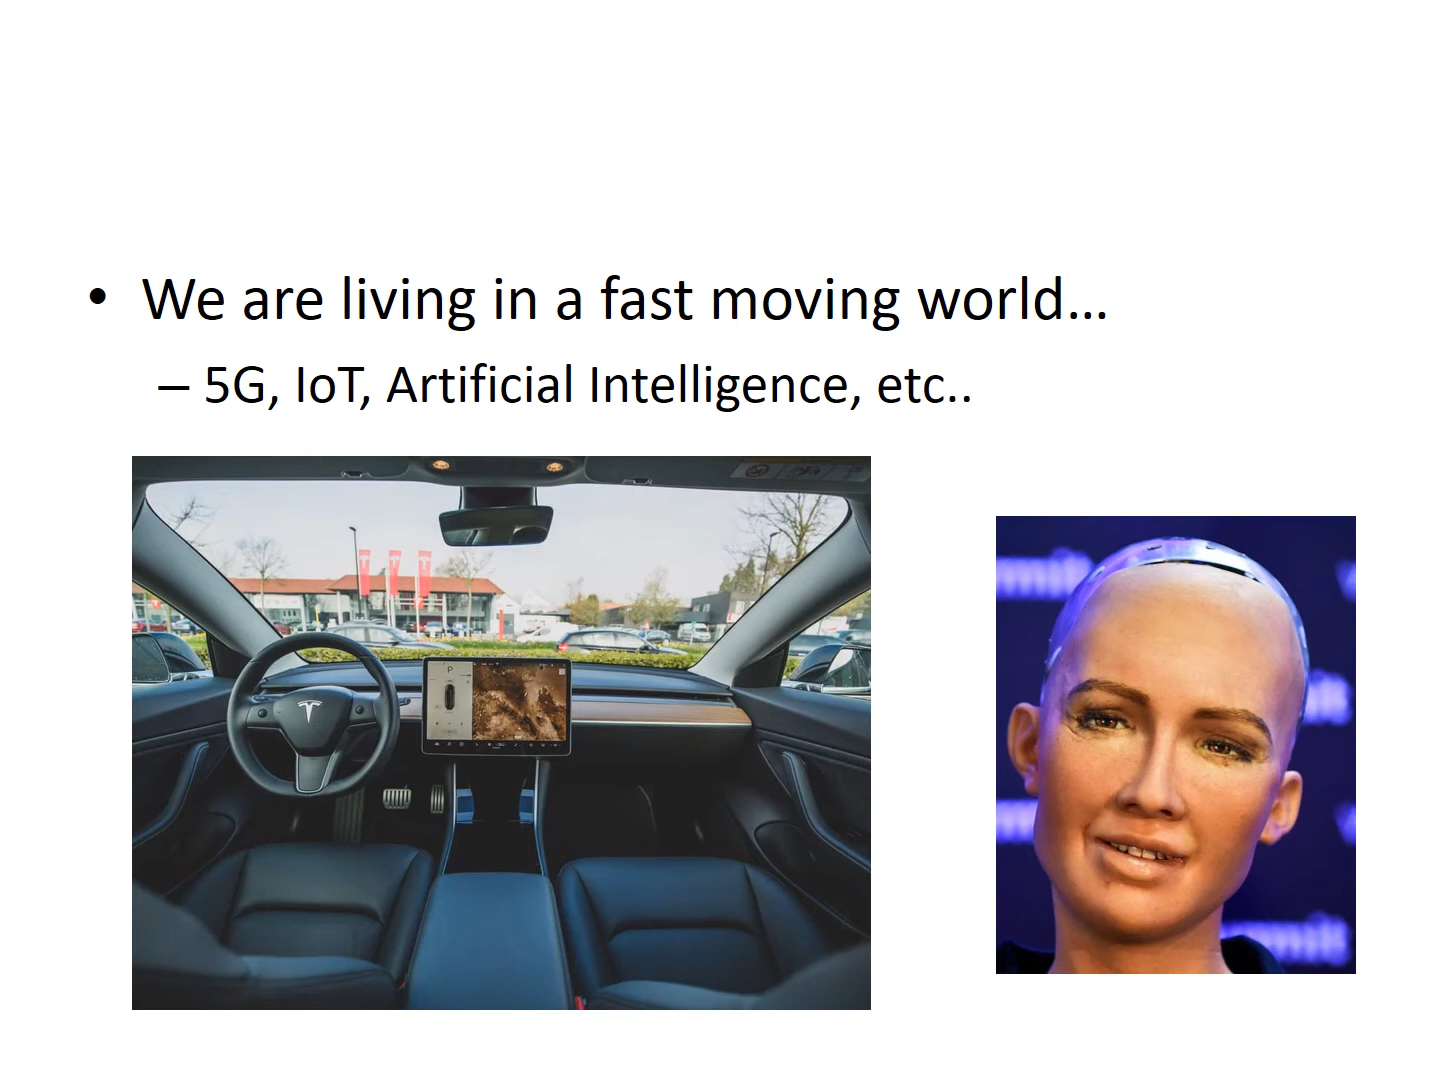 • We are living in a fast moving world…
– 5G, IoT, Artificial Intelligence, etc..
P